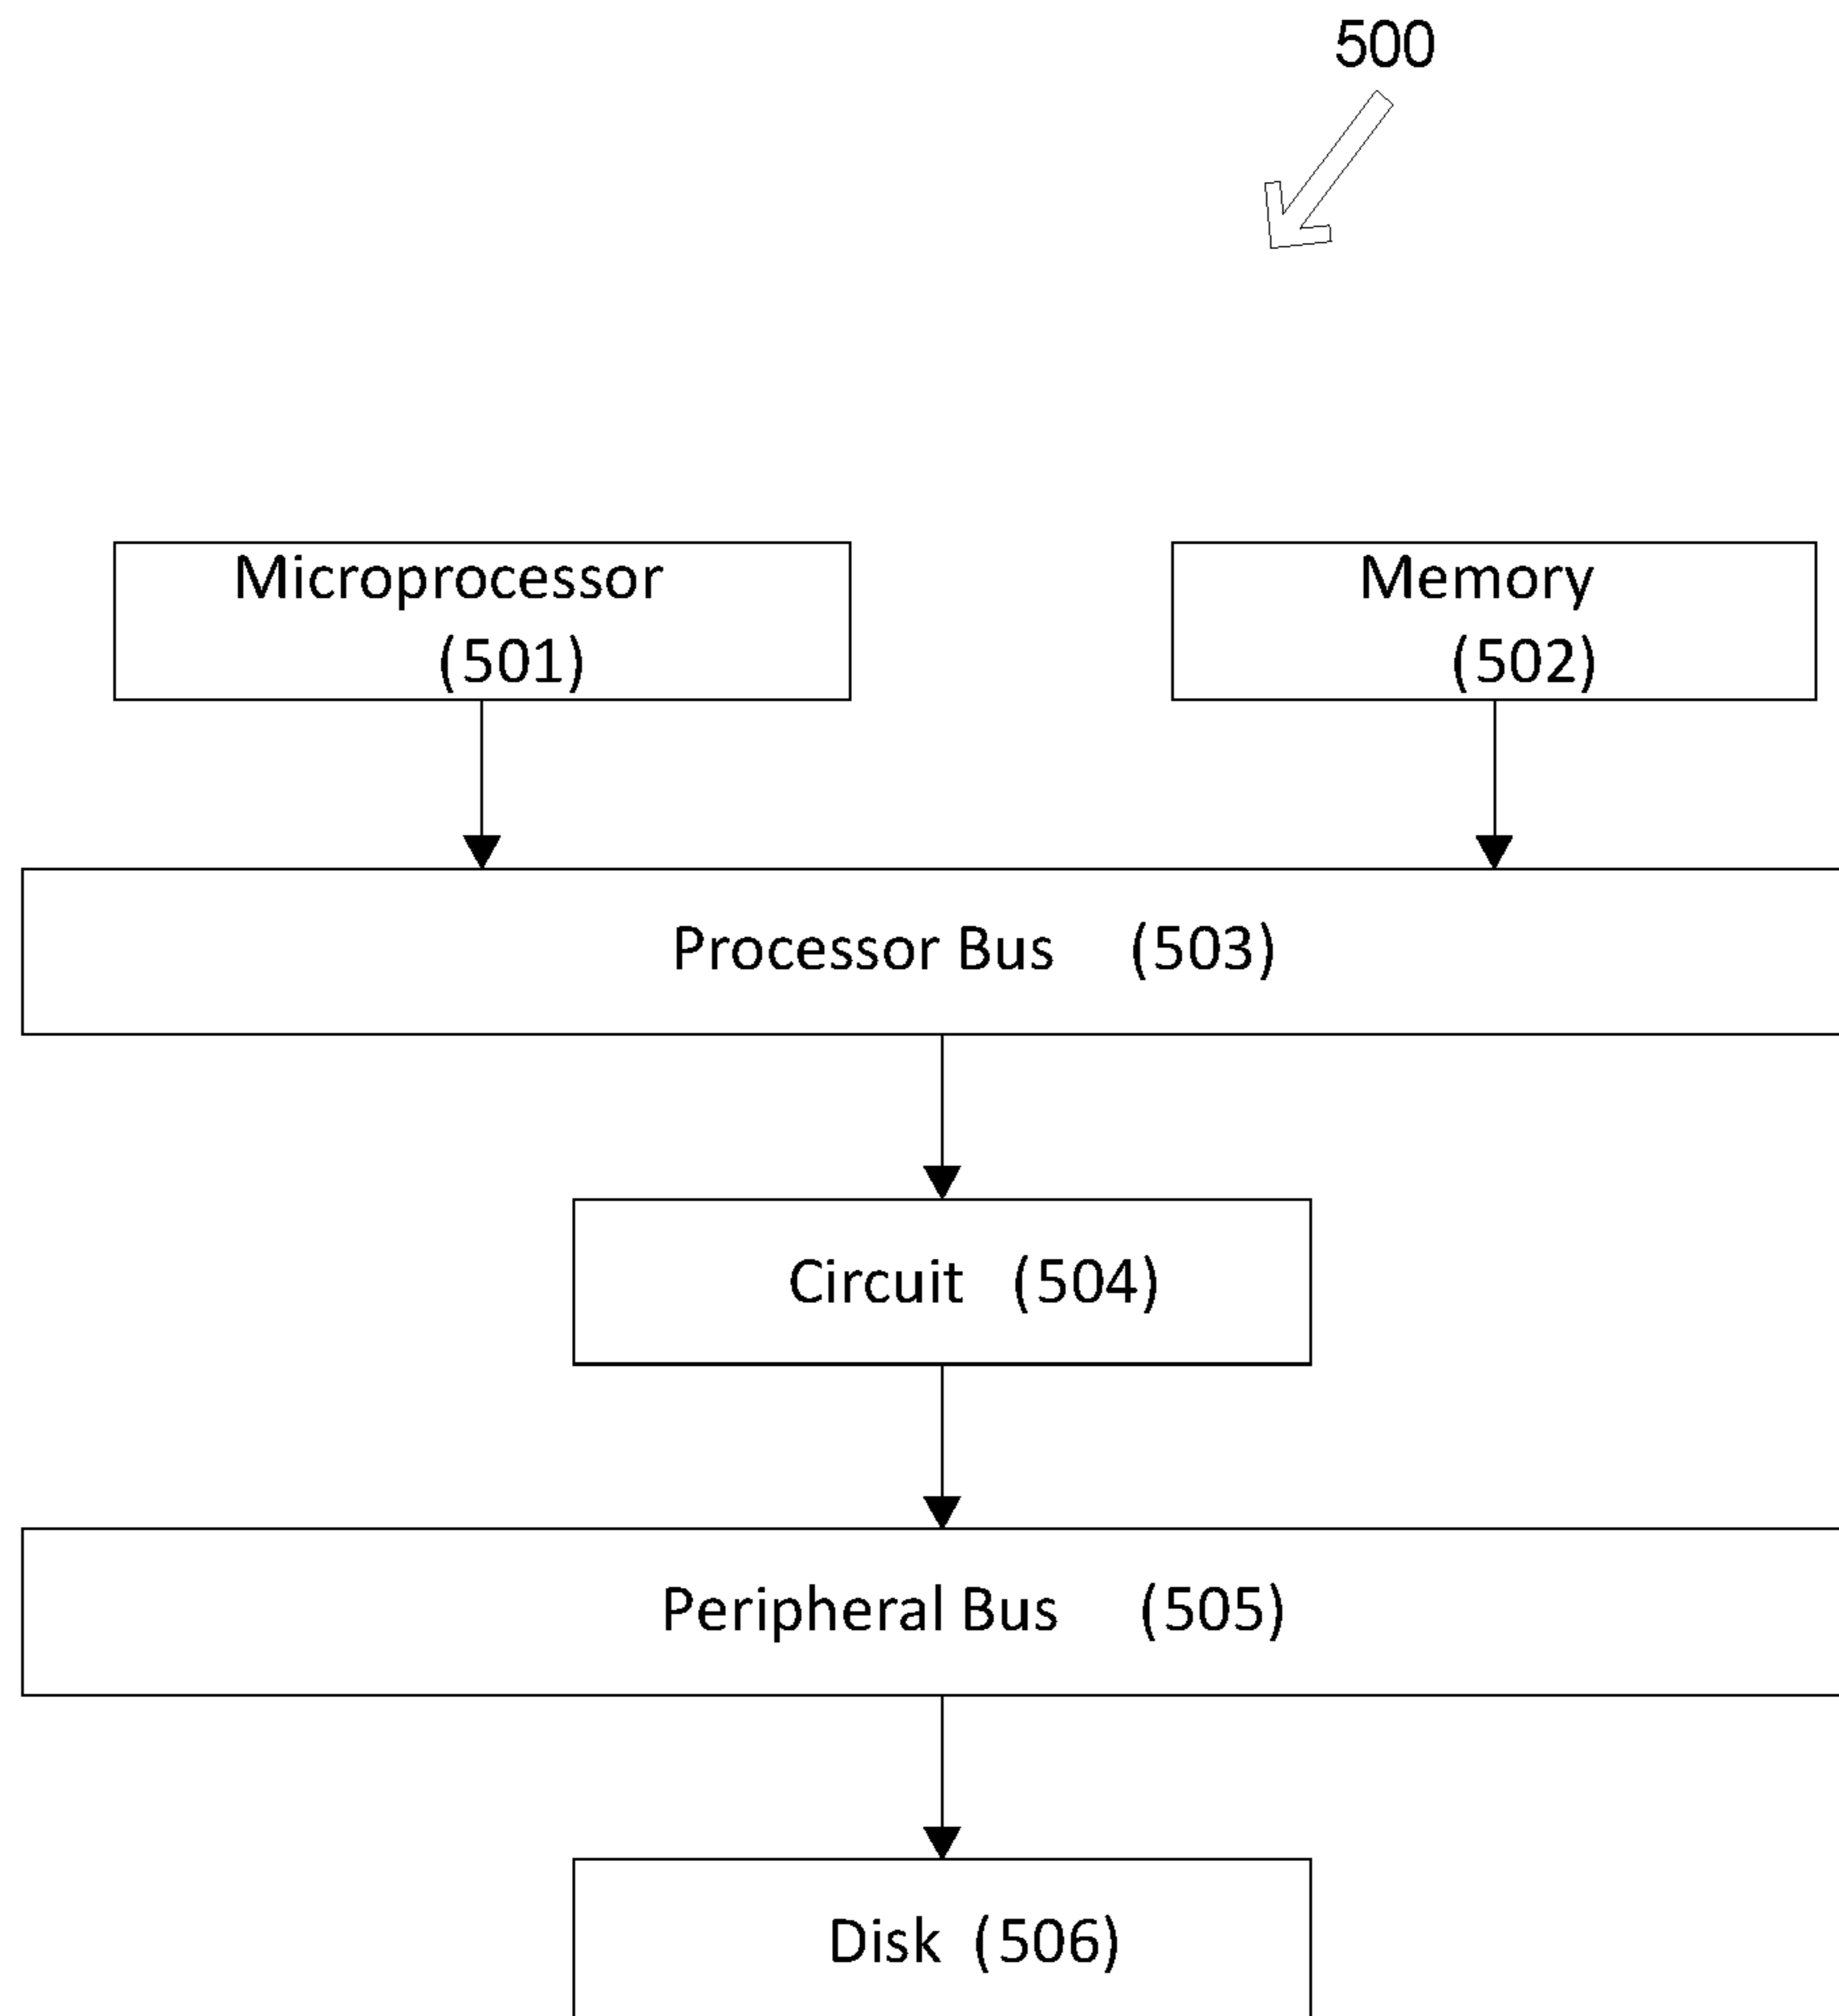 500
Microprocessor
(501)
Memory
(502)
Processor Bus (503)
Circuit (504)
Peripheral Bus (505)
Disk (506)